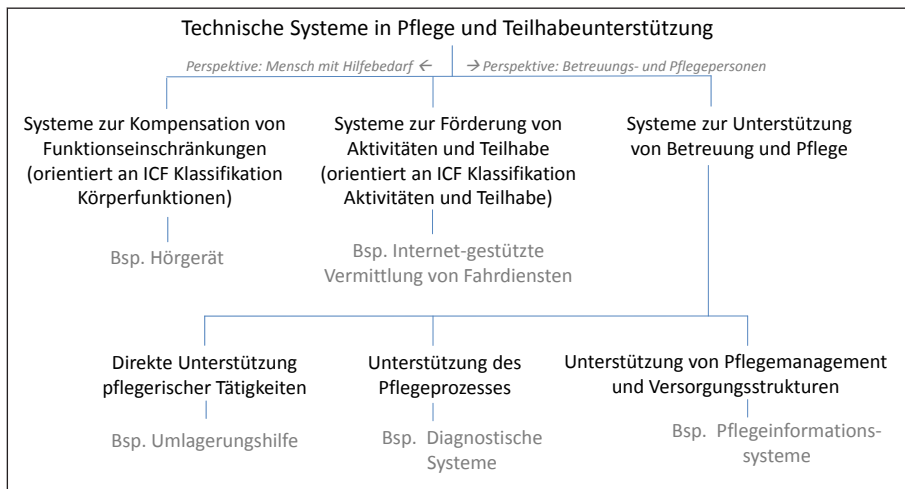 Technische Systeme in Pflege und Teilhabeunterstützung
Perspektive: Mensch mit Hilfebedarf ← → Perspektive: Betreuungs- und Pflegepersonen
Systeme zur Kompensation von
Funktionseinschränkungen
(orientiert an ICF Klassifikation
Körperfunktionen)
Bsp. Hörgerät
Systeme zur Förderung von
Aktivitäten und Teilhabe
(orientiert an ICF Klassifikation
Aktivitäten und Teilhabe)
Bsp. Internet-gestützte
Vermittlung von Fahrdiensten
Systeme zur Unterstützung
von Betreuung und Pflege
Direkte Unterstützung
pflegerischer Tätigkeiten
Bsp. Umlagerungshilfe
Unterstützung des
Pflegeprozesses
Bsp. Diagnostische
Systeme
Unterstützung von Pflegemanagement
und Versorgungsstrukturen
Bsp. Pflegeinformations-
systeme